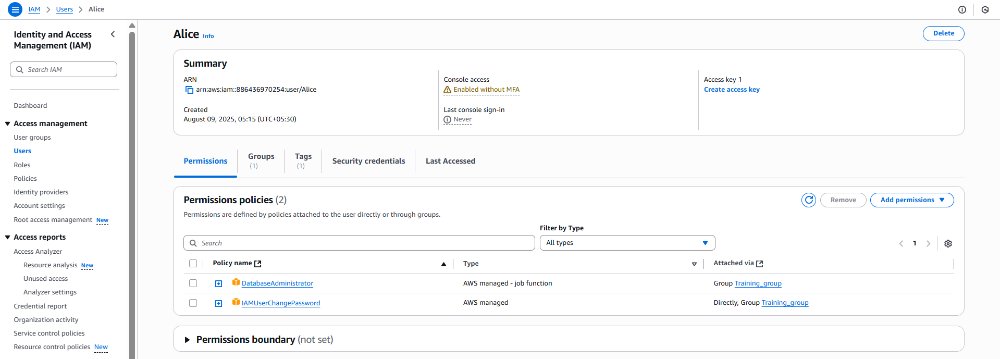 IAM > Users > Alice
Identity and Access
Management (IAM)
Search IAM
Dashboard
Access management
User groups
Users
Roles
Policies
Identity providers
Account settings
Root access management New
Access reports
Access Analyzer
Resource analysis New
Unused access
Analyzer settings
Credential report
Organization activity
Service control policies
Resource control policies New
Alice Info
Delete
Summary
ARN
arn:aws:iam::886436970254:user/Alice
Created
August 09, 2025, 05:15 (UTC+05:30)
Console access
Enabled without MFA
Last console sign-in
Never
Access key 1
Create access key
Permissions
Groups
(1)
Tags
(1)
Security credentials
Last Accessed
Permissions policies (2)
Remove
Add permissions
Permissions are defined by policies attached to the user directly or through groups.
Filter by Type
Search
All types
1
Policy name Type Attached via
DatabaseAdministrator AWS managed - job function Group Training_group
IAMUserChangePassword AWS managed Directly, Group Training_group
Permissions boundary (not set)